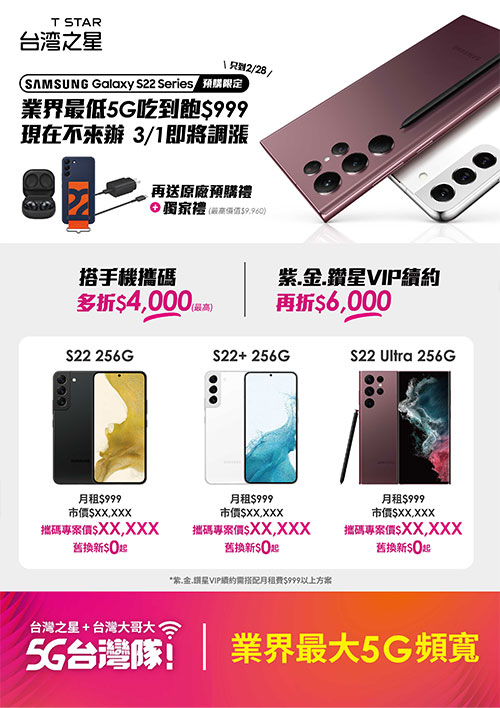 T STAR
台灣之星
只到2/28
SAMSUNG Galaxy S22 Series 預購限定
業界最低5G吃到飽$999
現在不來辦 3/1即將調漲
再送原廠預購禮
+ 獨家禮 (最高價值$9,960)
搭手機攜碼
多折$4,000(最高)
紫.金.鑽星VIP續約
再折$6,000
S22 256G
月租$999
市價$XX,XXX
攜碼專案價$XX,XXX
舊換新$0起
S22+ 256G
月租$999
市價$XX,XXX
攜碼專案價$XX,XXX
舊換新$0起
S22 Ultra 256G
月租$999
市價$XX,XXX
攜碼專案價$XX,XXX
舊換新$0起
*紫.金.鑽星VIP續約需搭配月租費$999以上方案
台灣之星+台灣大哥大
5G台灣隊!
業界最大5G頻寬